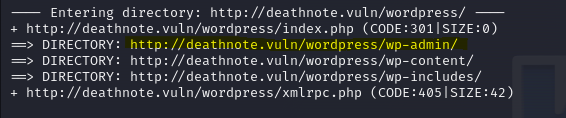 ---- Entering directory: http://deathnote.vuln/wordpress/ ----
+ http://deathnote.vuln/wordpress/index.php (CODE:301|SIZE:0)
==> DIRECTORY: http://deathnote.vuln/wordpress/wp-admin/
==> DIRECTORY: http://deathnote.vuln/wordpress/wp-content/
==> DIRECTORY: http://deathnote.vuln/wordpress/wp-includes/
+ http://deathnote.vuln/wordpress/xmlrpc.php (CODE:405|SIZE:42)